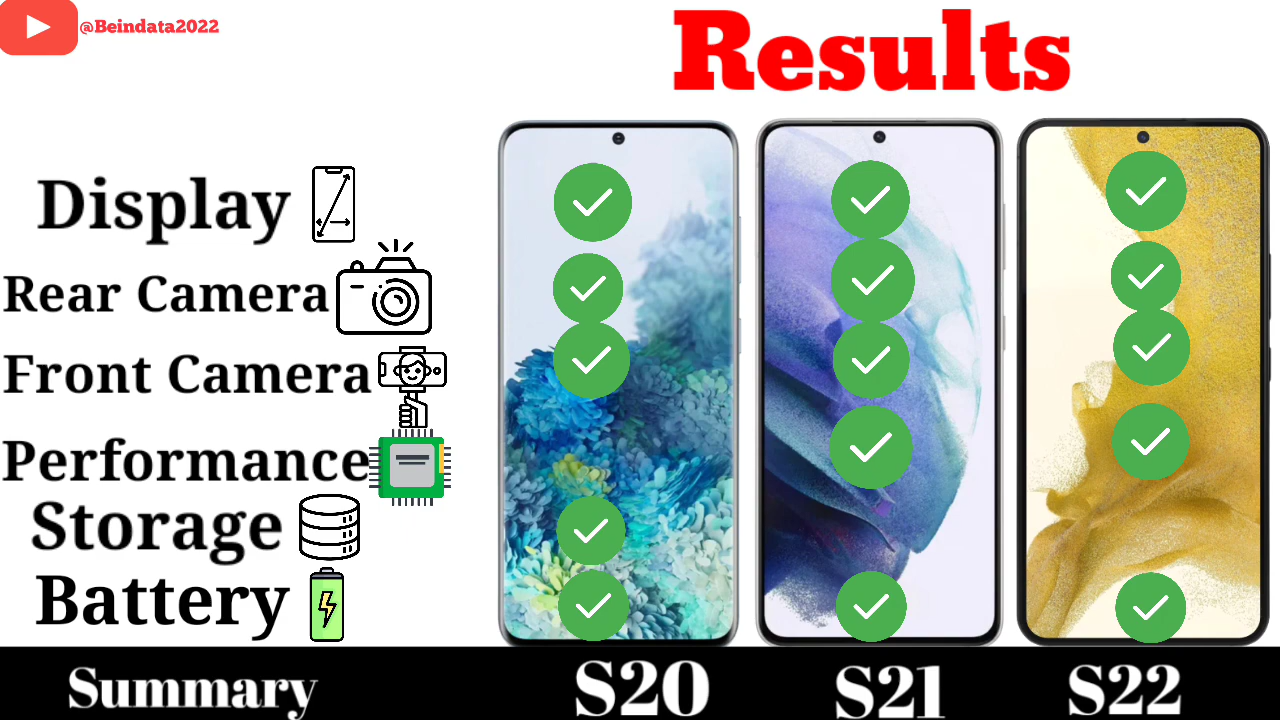 @Beindata2022
Results
Display
Rear Camera
Front Camera
Performance
Storage
Battery
Summary S20 S21 S22